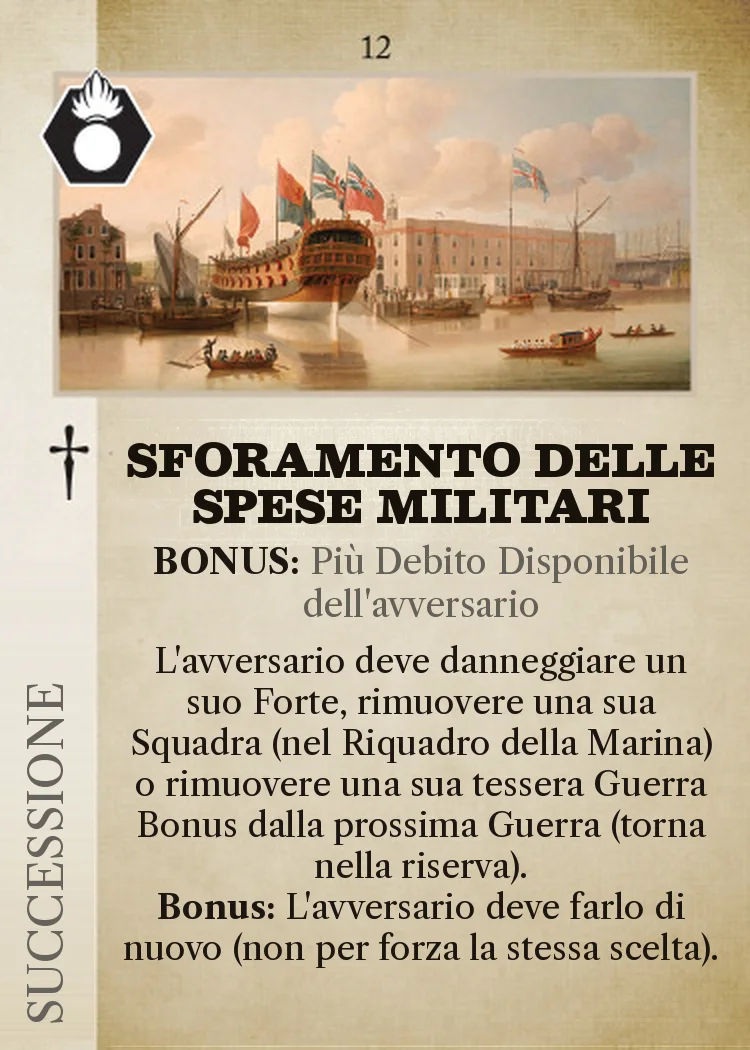 12
†
SFORAMENTO DELLE
SPESE MILITARI
BONUS: Più Debito Disponibile
dell'avversario
L'avversario deve danneggiare un
suo Forte, rimuovere una sua
Squadra (nel Riquadro della Marina)
o rimuovere una sua tessera Guerra
Bonus dalla prossima Guerra (torna
nella riserva).
Bonus: L'avversario deve farlo di
nuovo (non per forza la stessa scelta).
SUCCESSIONE